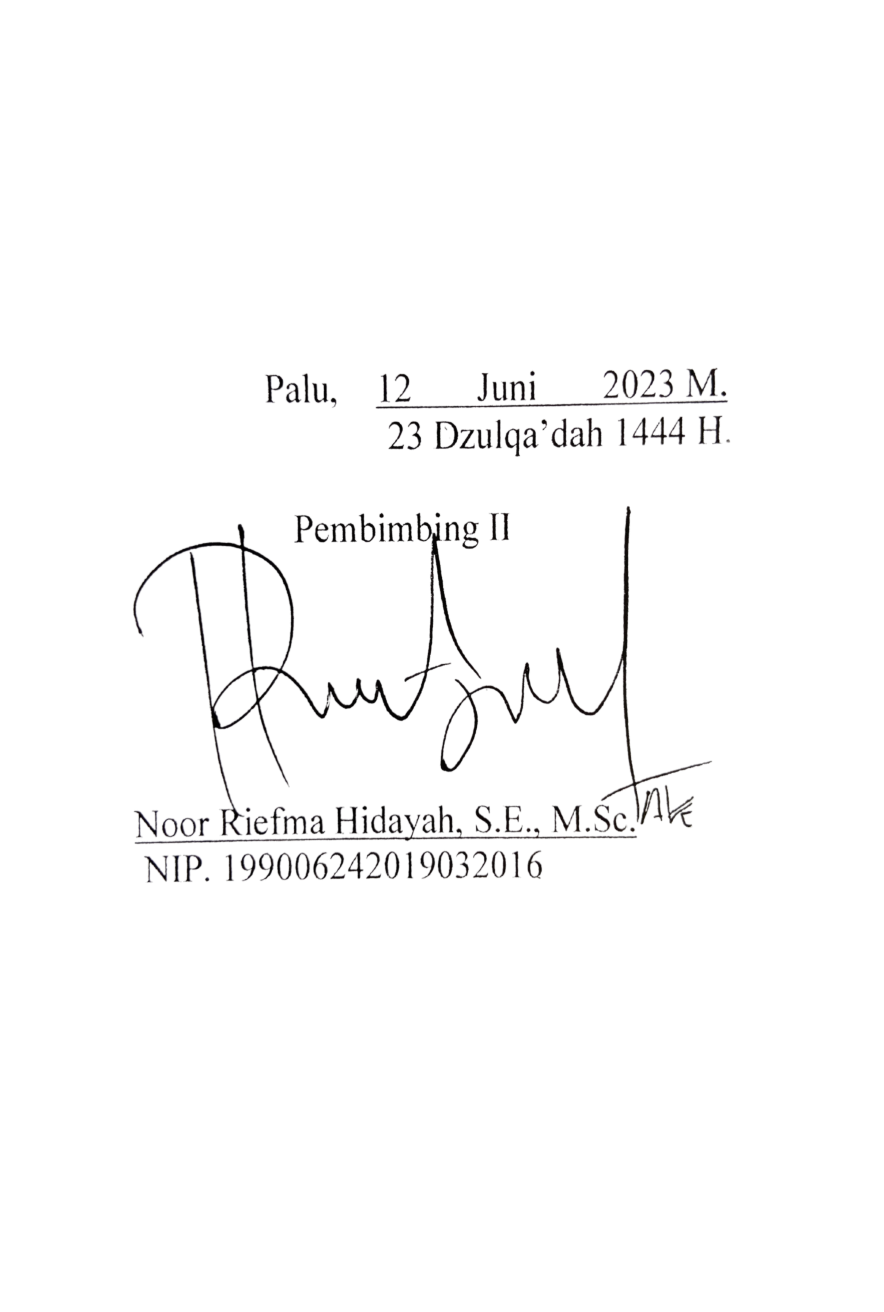 Palu, 12 Juni 2023 M.
23 Dzulqa’dah 1444 H.
Pembimbing II
Noor Riefma Hidayah, S.E., M.Sc.
NIP. 199006242019032016